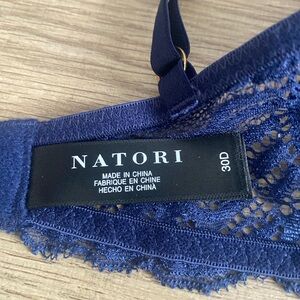 NATORI
MADE IN CHINA
FABRIQUE EN CHINE
HECHO EN CHINA
30D